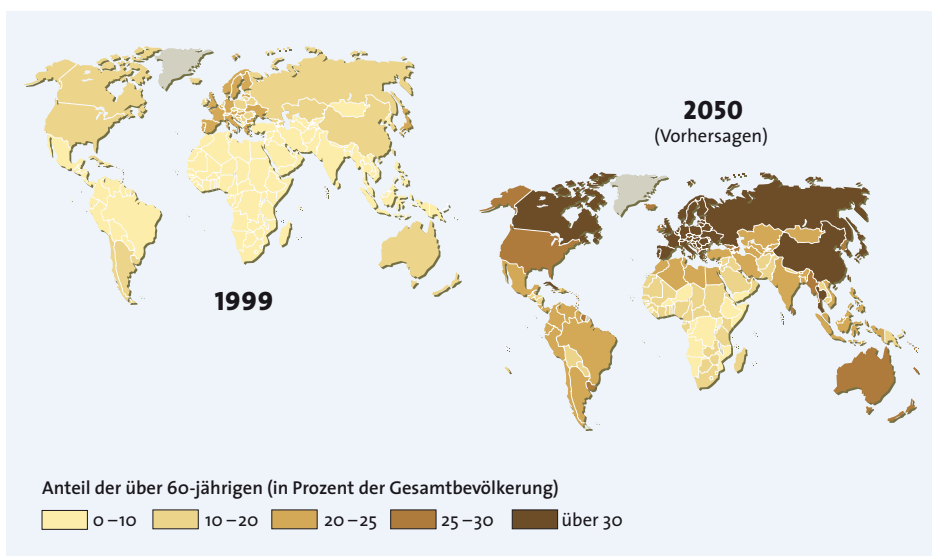 1999
2050
(Vorhersagen)
Anteil der über 60-jährigen (in Prozent der Gesamtbevölkerung)
0–10 10–20 20–25 25–30 über 30